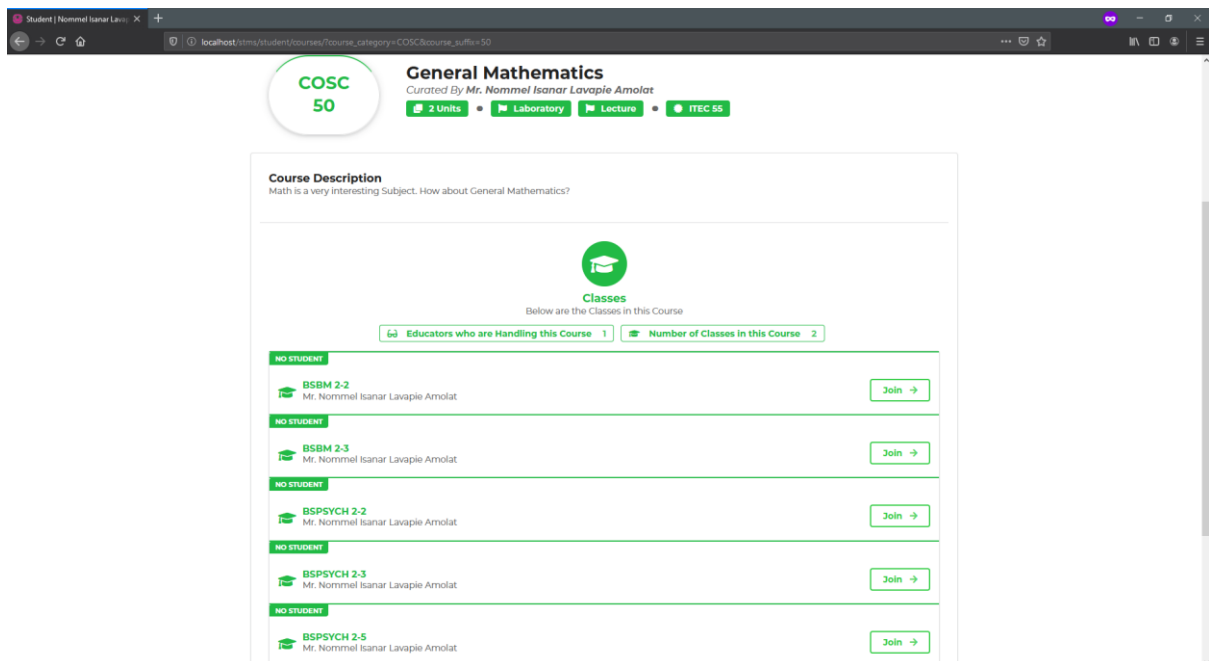 Student | Nommel Isanar Lavap
localhost/stms/student/courses/?course_category=COSC&course_suffix=50
COSC
50
General Mathematics
Curated By Mr. Nommel Isanar Lavapie Amolat
2 Units
Laboratory
Lecture
ITEC 55
Course Description
Math is a very interesting Subject. How about General Mathematics?
Classes
Below are the Classes in this Course
Educators who are Handling this Course 1
Number of Classes in this Course 2
NO STUDENT
BSBM 2-2
Mr. Nommel Isanar Lavapie Amolat
Join →
NO STUDENT
BSBM 2-3
Mr. Nommel Isanar Lavapie Amolat
Join →
NO STUDENT
BSPSYCH 2-2
Mr. Nommel Isanar Lavapie Amolat
Join →
NO STUDENT
BSPSYCH 2-3
Mr. Nommel Isanar Lavapie Amolat
Join →
NO STUDENT
BSPSYCH 2-5
Mr. Nommel Isanar Lavapie Amolat
Join →